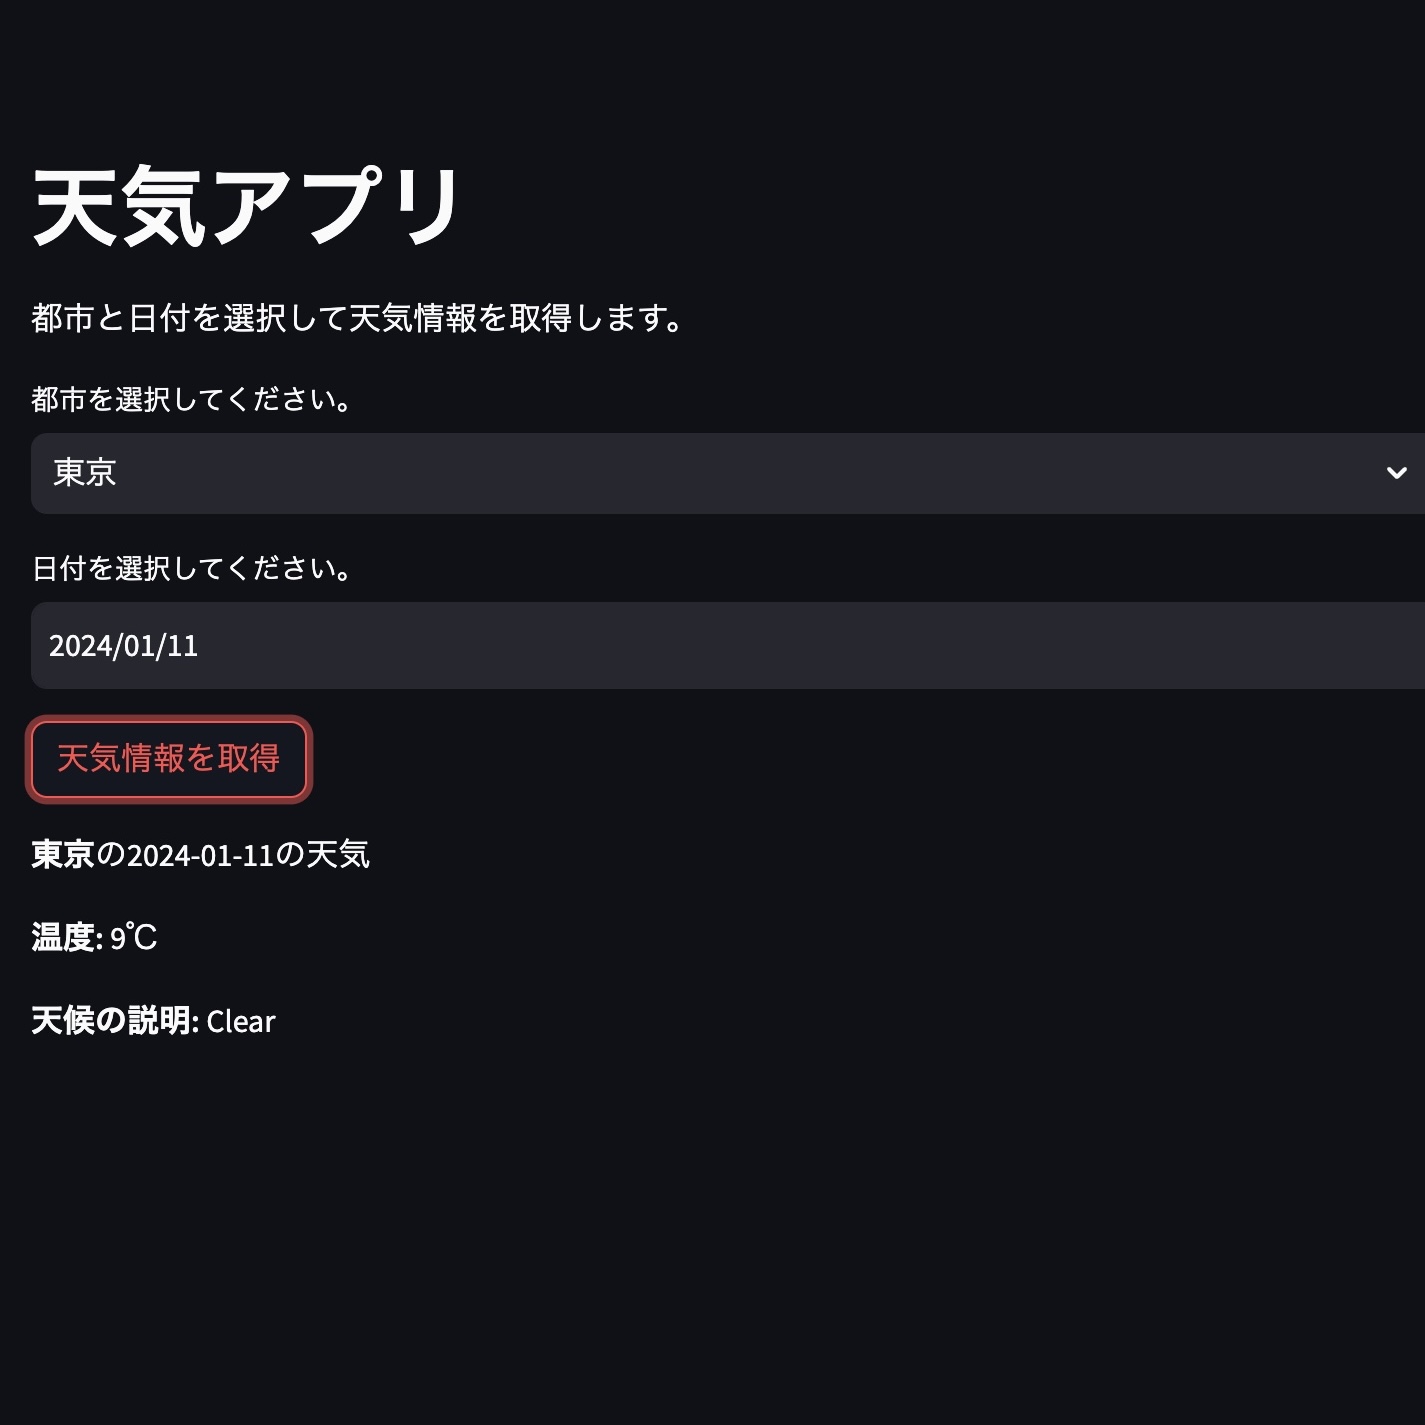 天気アプリ
都市と日付を選択して天気情報を取得します。
都市を選択してください。
東京
日付を選択してください。
2024/01/11
天気情報を取得
東京の2024-01-11の天気
温度: 9℃
天候の説明: Clear